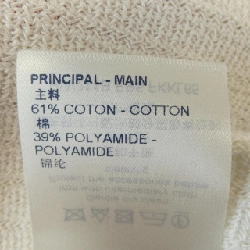 PRINCIPAL - MAIN
主料
61% COTON - COTTON
棉
39% POLYAMIDE -
POLYAMIDE
锦纶